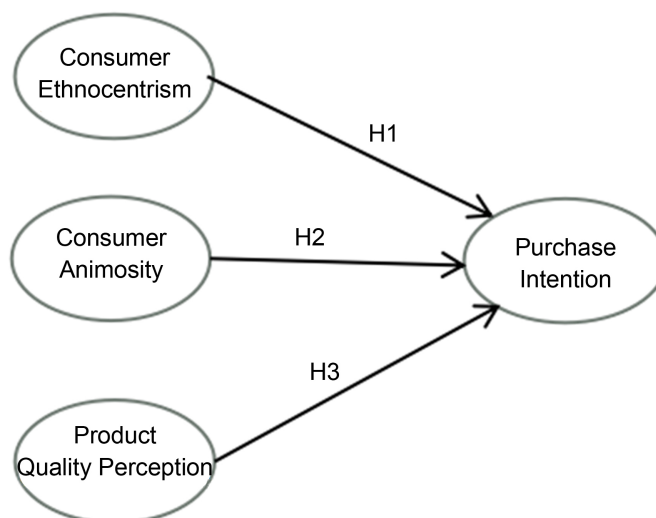 Consumer
Ethnocentrism
H1
Consumer
Animosity
H2
Purchase
Intention
H3
Product
Quality Perception